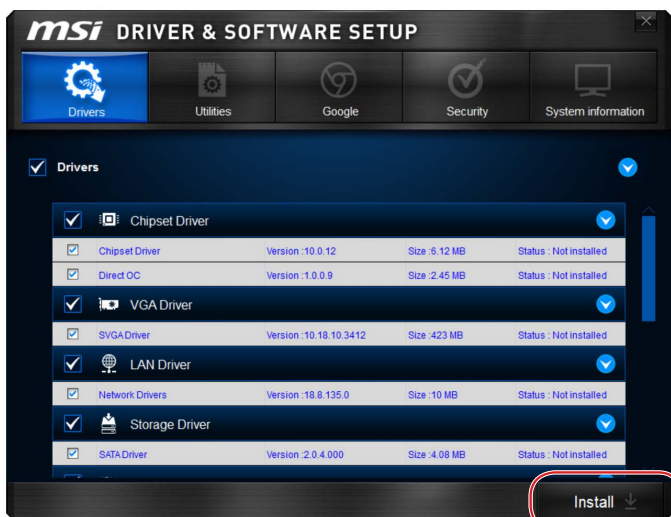 msi DRIVER & SOFTWARE SETUP
Drivers Utilities Google Security System information
Drivers
Chipset Driver
Chipset Driver Version :10.0.12 Size :6.12 MB Status : Not installed
Direct OC Version :1.0.0.9 Size :2.45 MB Status : Not installed
VGA Driver
SVGADriver Version :10.18.10.3412 Size :423 MB Status : Not installed
LAN Driver
Network Drivers Version :18.8.135.0 Size :10 MB Status : Not installed
Storage Driver
SATADriver Version :2.0.4.000 Size :4.08 MB Status : Not installed
Install